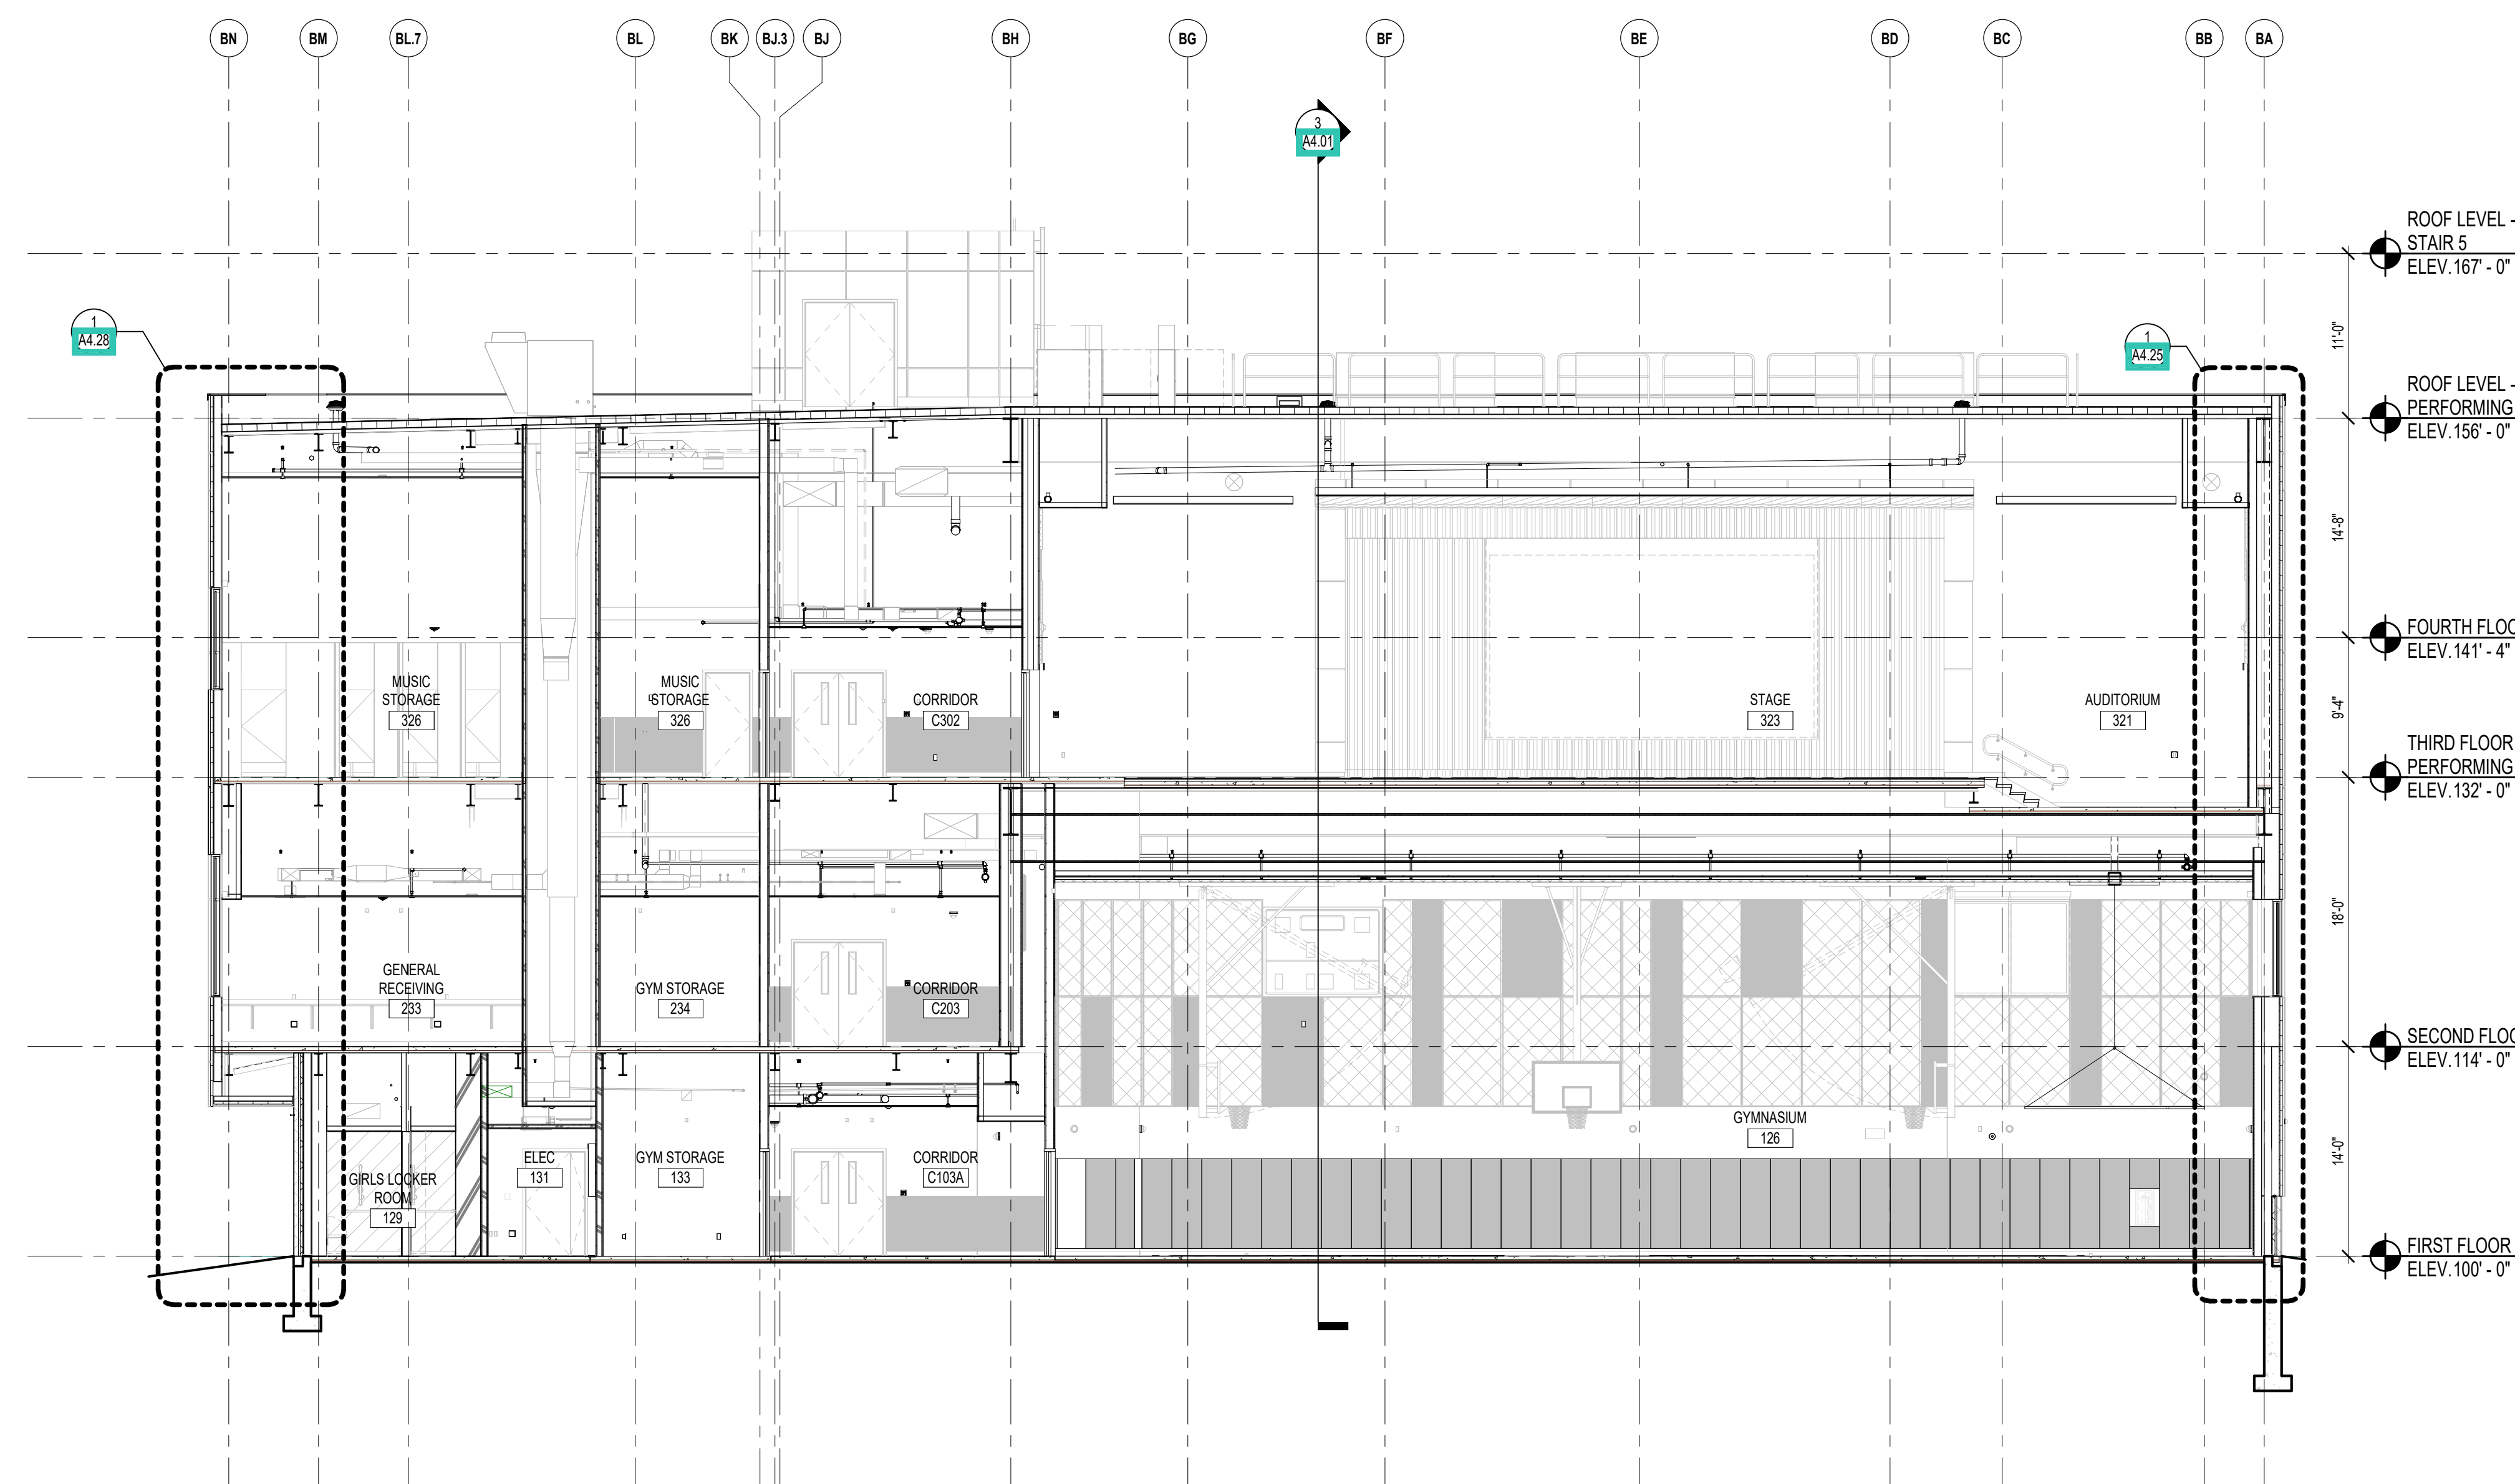 BN
BM
BL.7
BL
BK
BJ.3
BJ
BH
BG
BF
BE
BD
BC
BB
BA
3
A4.01
ROOF LEVEL -
STAIR 5
ELEV.167' - 0"
1
A4.28
1
A4.25
11'-0"
ROOF LEVEL -
PERFORMING
ELEV.156' - 0"
14'-8"
FOURTH FLOO
ELEV.141' - 4"
MUSIC
STORAGE
326
MUSIC
STORAGE
326
CORRIDOR
C302
STAGE
323
AUDITORIUM
321
9'-4"
THIRD FLOOR
PERFORMING
ELEV.132' - 0"
18'-0"
GENERAL
RECEIVING
233
GYM STORAGE
234
CORRIDOR
C203
SECOND FLOO
ELEV.114' - 0"
GYMNASIUM
126
14'-0"
GIRLS LOCKER
ROOM
129
ELEC
131
GYM STORAGE
133
CORRIDOR
C103A
FIRST FLOOR
ELEV.100' - 0"